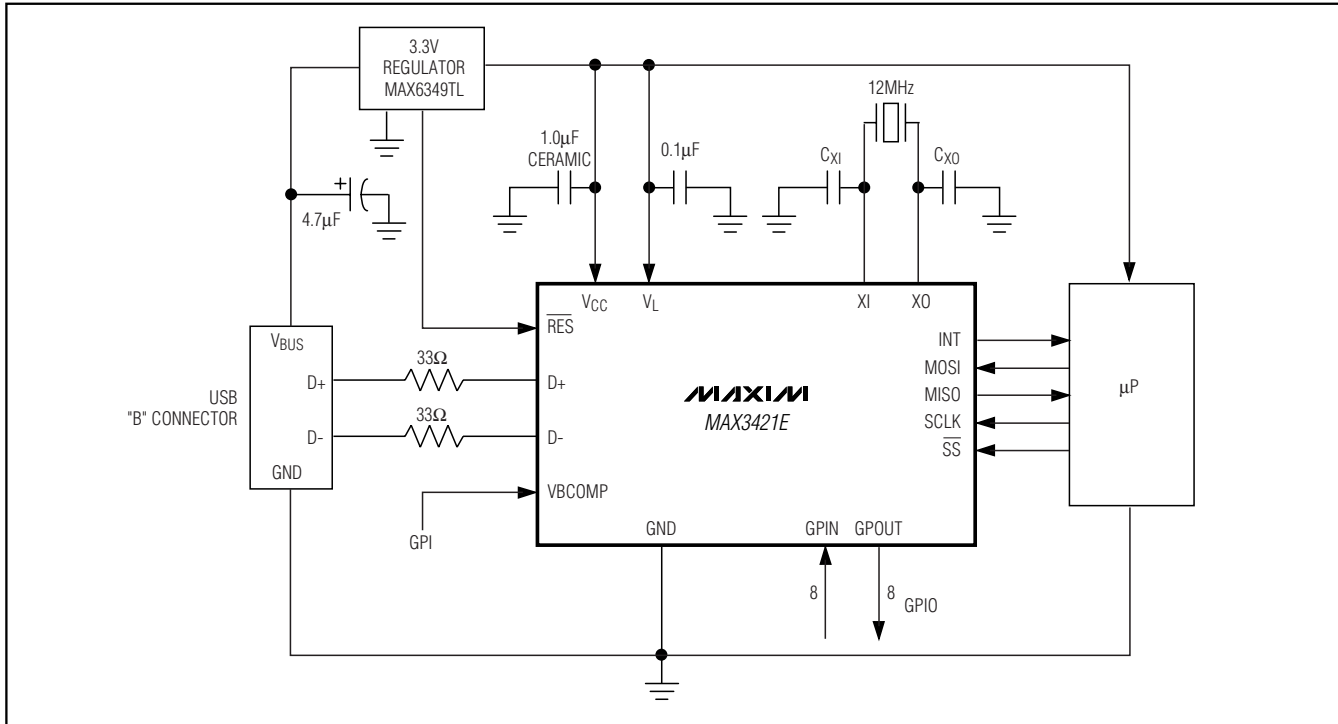 3.3V
REGULATOR
MAX6349TL
12MHz
1.0µF
CERAMIC
0.1µF
CXI
CXO
+
4.7µF
VCC
VL
XI
XO
RES
VBUS
INT
33Ω
D+
D+
MOSI
USB
"B" CONNECTOR
MAXIM
MAX3421E
MISO
µP
33Ω
SCLK
D-
D-
SS
GND
VBCOMP
GPI
GND
GPIN
GPOUT
8
8
GPIO